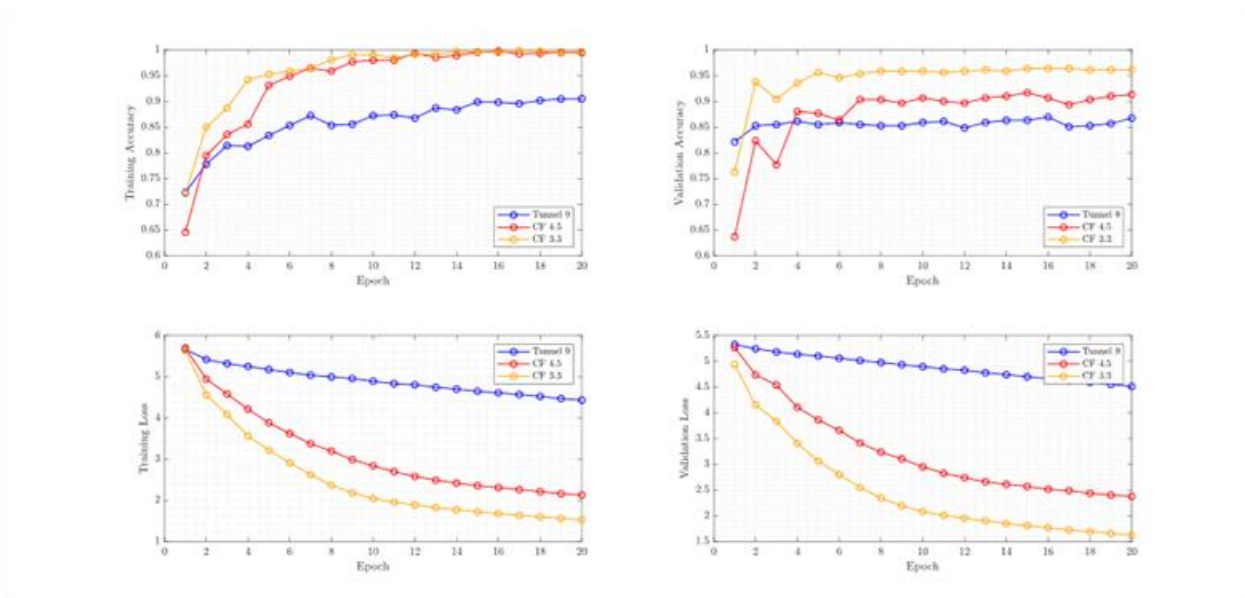 1
0.95
0.9
0.85
0.8
0.75
0.7
0.65
0.6
Training Accuracy
0 2 4 6 8 10 12 14 16 18 20
Epoch
Tunnel 9
CF 4.5
CF 3.3
1
0.95
0.9
0.85
0.8
0.75
0.7
0.65
0.6
Validation Accuracy
0 2 4 6 8 10 12 14 16 18 20
Epoch
Tunnel 9
CF 4.5
CF 3.3
6
5
4
3
2
1
Training Loss
0 2 4 6 8 10 12 14 16 18 20
Epoch
Tunnel 9
CF 4.5
CF 3.3
5.5
5
4.5
4
3.5
3
2.5
2
1.5
Validation Loss
0 2 4 6 8 10 12 14 16 18 20
Epoch
Tunnel 9
CF 4.5
CF 3.3